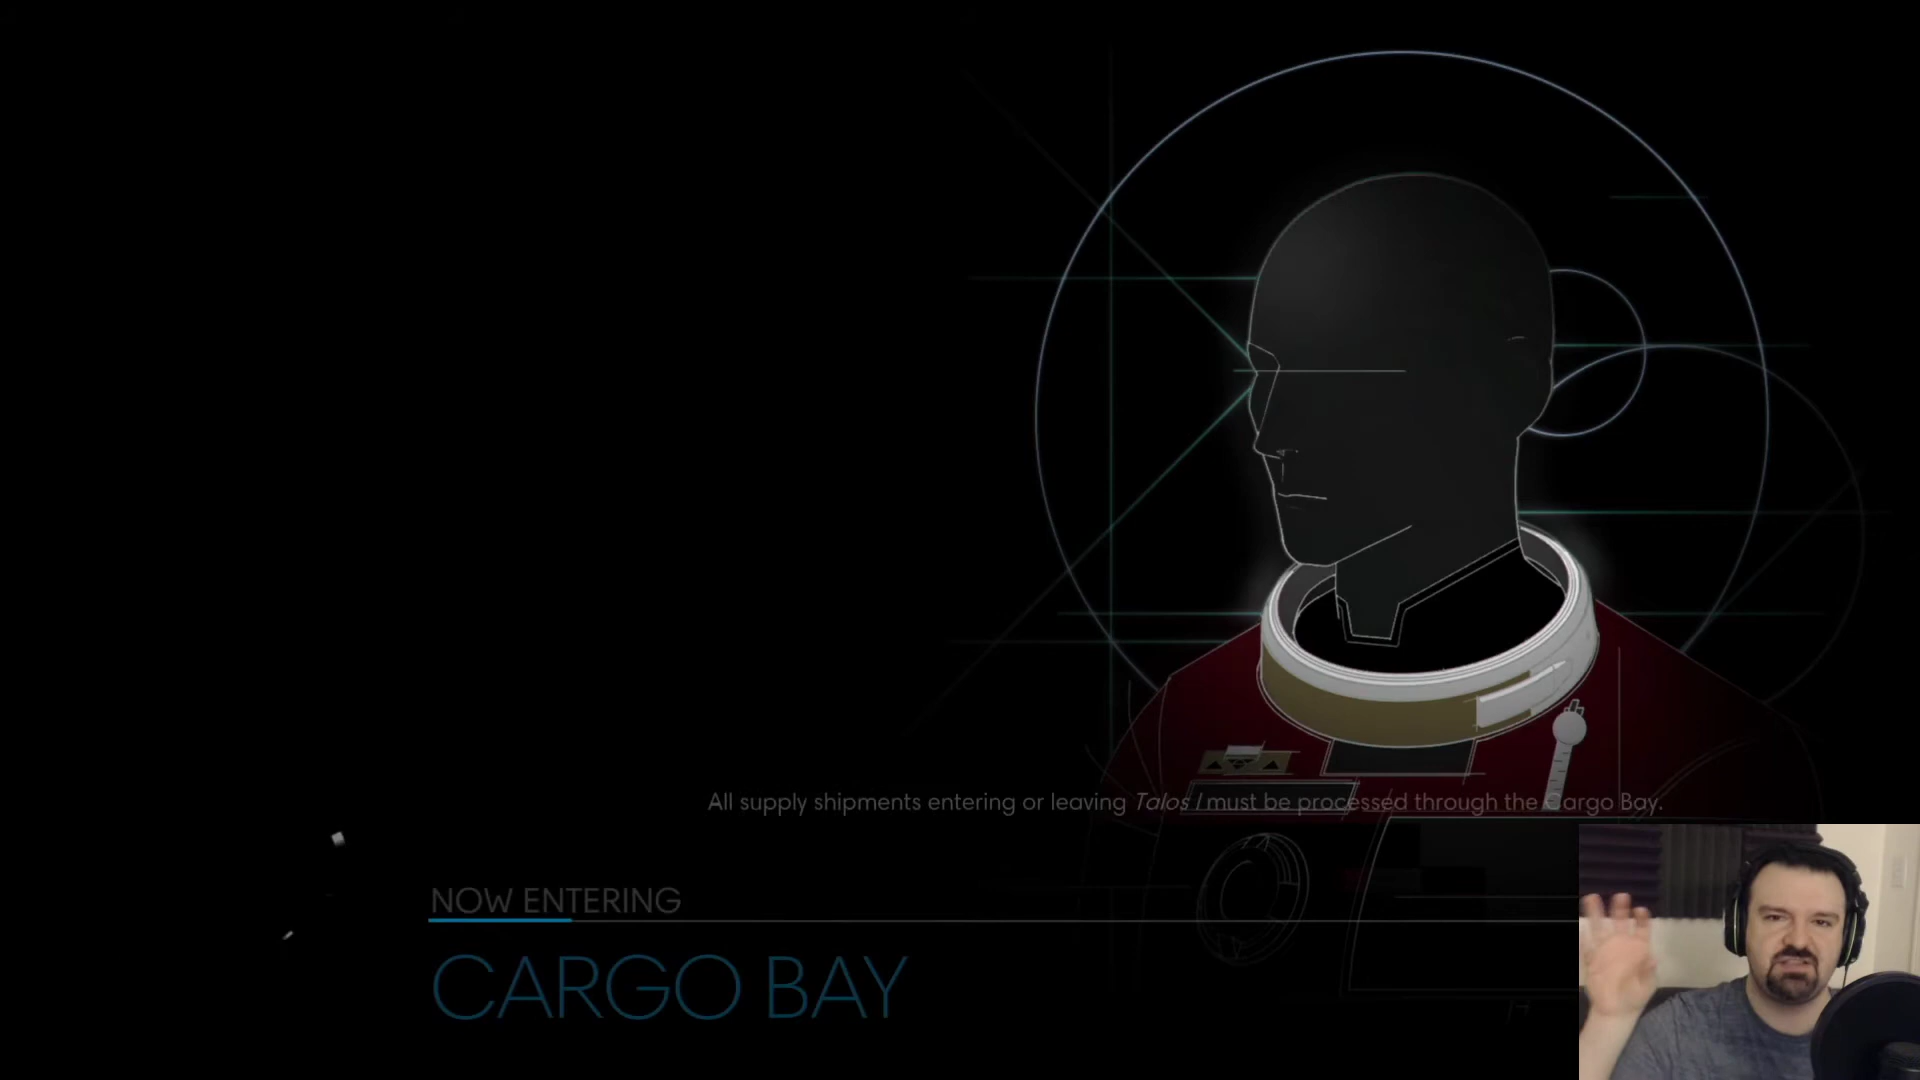 All supply shipments entering or leaving Talos I must be processed through the Cargo Bay.
NOW ENTERING
CARGO BAY